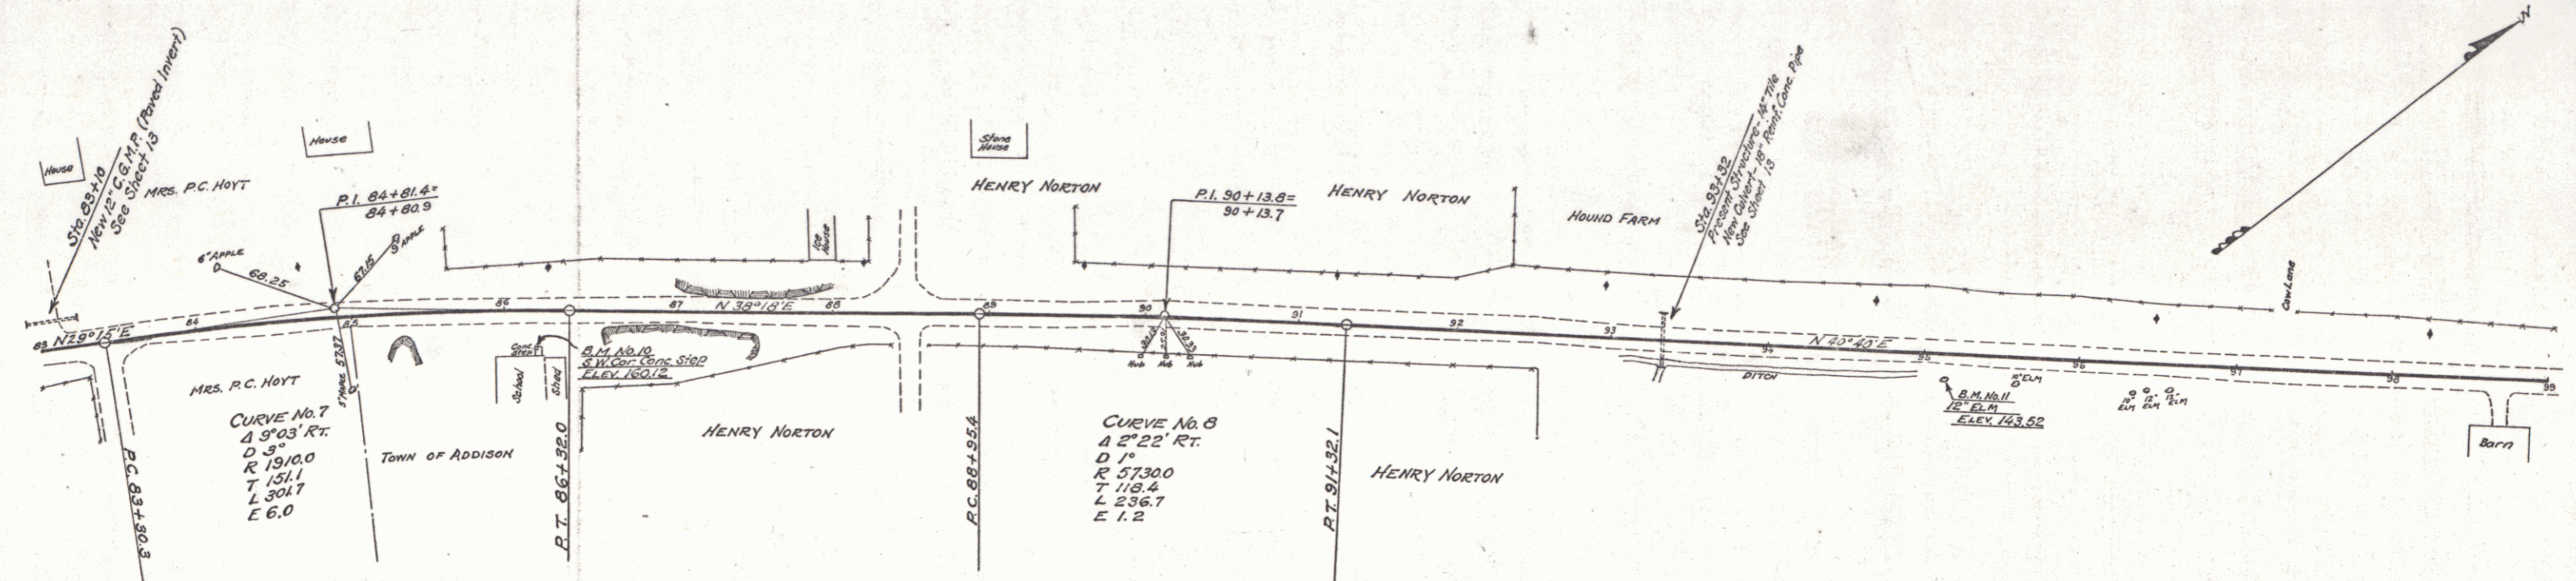 N
House
Sta. 83+10
New 12" C.G.M.P. (Paved Invert)
See Sheet 13
MRS. P.C. HOYT
House
P.I. 84+81.4=
84+80.9
6" APPLE
68.25
67.15
9" APPLE
Ice
House
Stone
House
HENRY NORTON
P.I. 90+13.8=
90+13.7
HENRY NORTON
HOUND FARM
Sta. 93+32
Present Structure - 14" Tile
New Culvert - 18" Reinf. Conc. Pipe
See Sheet 13
Cow Lane
83
N 29°15' E
84
85
86
87
N 38°18' E
88
89
90
91
92
93
94
N 40°40' E
95
96
97
98
99
57.37
Conc.
Step
School
Shed
B.M. No. 10
S.W. Cor. Conc. Step
ELEV. 160.12
Hub
Hub
Hub
DITCH
B.M. No. 11
12" ELM
ELEV. 143.52
ELM
ELM
ELM
ELM
Barn
MRS. P.C. HOYT
CURVE No. 7
Δ 9°03' RT.
D 3°
R 1910.0
T 151.1
L 301.7
E 6.0
P.C. 83+30.3
TOWN OF ADDISON
P.T. 86+32.0
HENRY NORTON
P.C. 88+95.4
CURVE No. 8
Δ 2°22' RT.
D 1°
R 5730.0
T 118.4
L 236.7
E 1.2
P.T. 91+32.1
HENRY NORTON